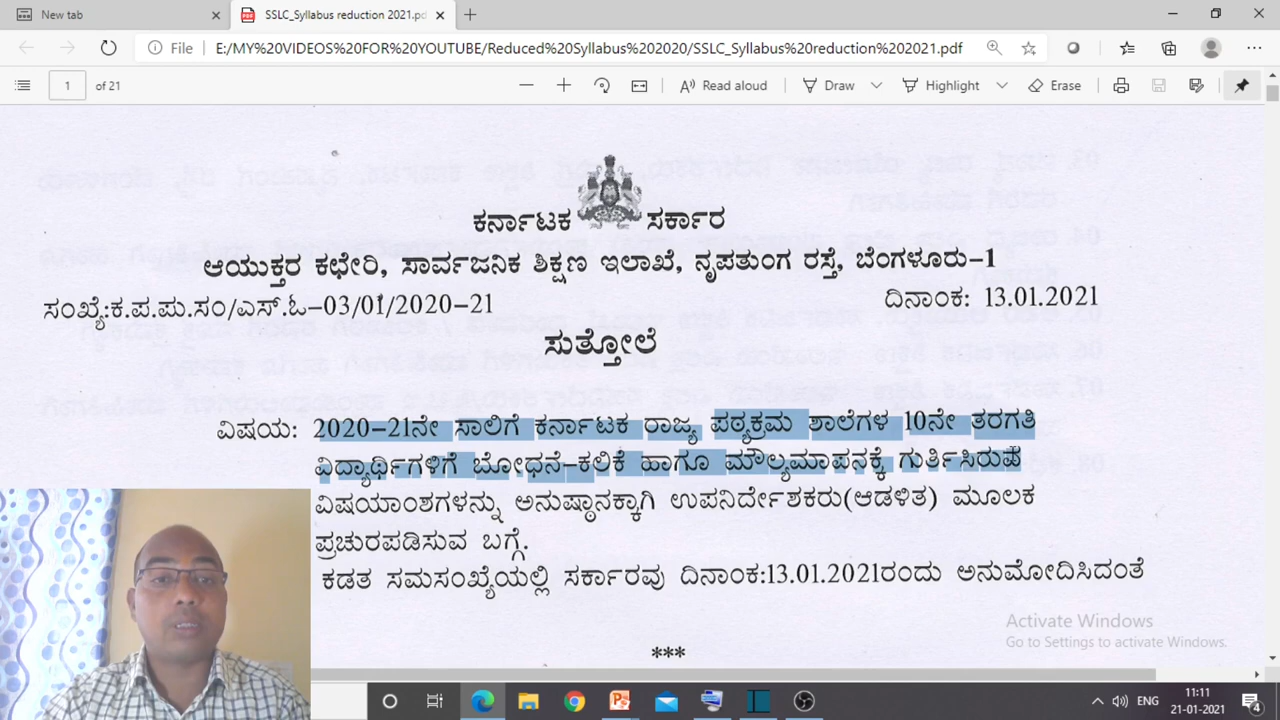 New tab
SSLC_Syllabus reduction 2021.pd
File E:/MY%20VIDEOS%20FOR%20YOUTUBE/Reduced%20Syllabus%202020/SSLC_Syllabus%20reduction%202021.pdf
1 of 21 Read aloud Draw Highlight Erase
ಕರ್ನಾಟಕ ಸರ್ಕಾರ
ಆಯುಕ್ತರ ಕಛೇರಿ, ಸಾರ್ವಜನಿಕ ಶಿಕ್ಷಣ ಇಲಾಖೆ, ನೃಪತುಂಗ ರಸ್ತೆ, ಬೆಂಗಳೂರು-1
ಸಂಖ್ಯೆ:ಕ.ಪ.ಪು.ಸಂ/ಎಸ್.ಓ-03/01/2020-21 ದಿನಾಂಕ: 13.01.2021
ಸುತ್ತೋಲೆ
ವಿಷಯ: 2020-21ನೇ ಸಾಲಿಗೆ ಕರ್ನಾಟಕ ರಾಜ್ಯ ಪಠ್ಯಕ್ರಮ ಶಾಲೆಗಳ 10ನೇ ತರಗತಿ
ವಿದ್ಯಾರ್ಥಿಗಳಿಗೆ ಬೋಧನೆ-ಕಲಿಕೆ ಹಾಗೂ ಮೌಲ್ಯಮಾಪನಕ್ಕೆ ಗುರ್ತಿಸಿರುವ
ವಿಷಯಾಂಶಗಳನ್ನು ಅನುಷ್ಠಾನಕ್ಕಾಗಿ ಉಪನಿರ್ದೇಶಕರು(ಆಡಳಿತ) ಮೂಲಕ
ಪ್ರಚುರಪಡಿಸುವ ಬಗ್ಗೆ.
ಕಡತ ಸಮಸಂಖ್ಯೆಯಲ್ಲಿ ಸರ್ಕಾರವು ದಿನಾಂಕ:13.01.2021ರಂದು ಅನುಮೋದಿಸಿದಂತೆ
***
Activate Windows
Go to Settings to activate Windows.
ENG 11:11
21-01-2021
4